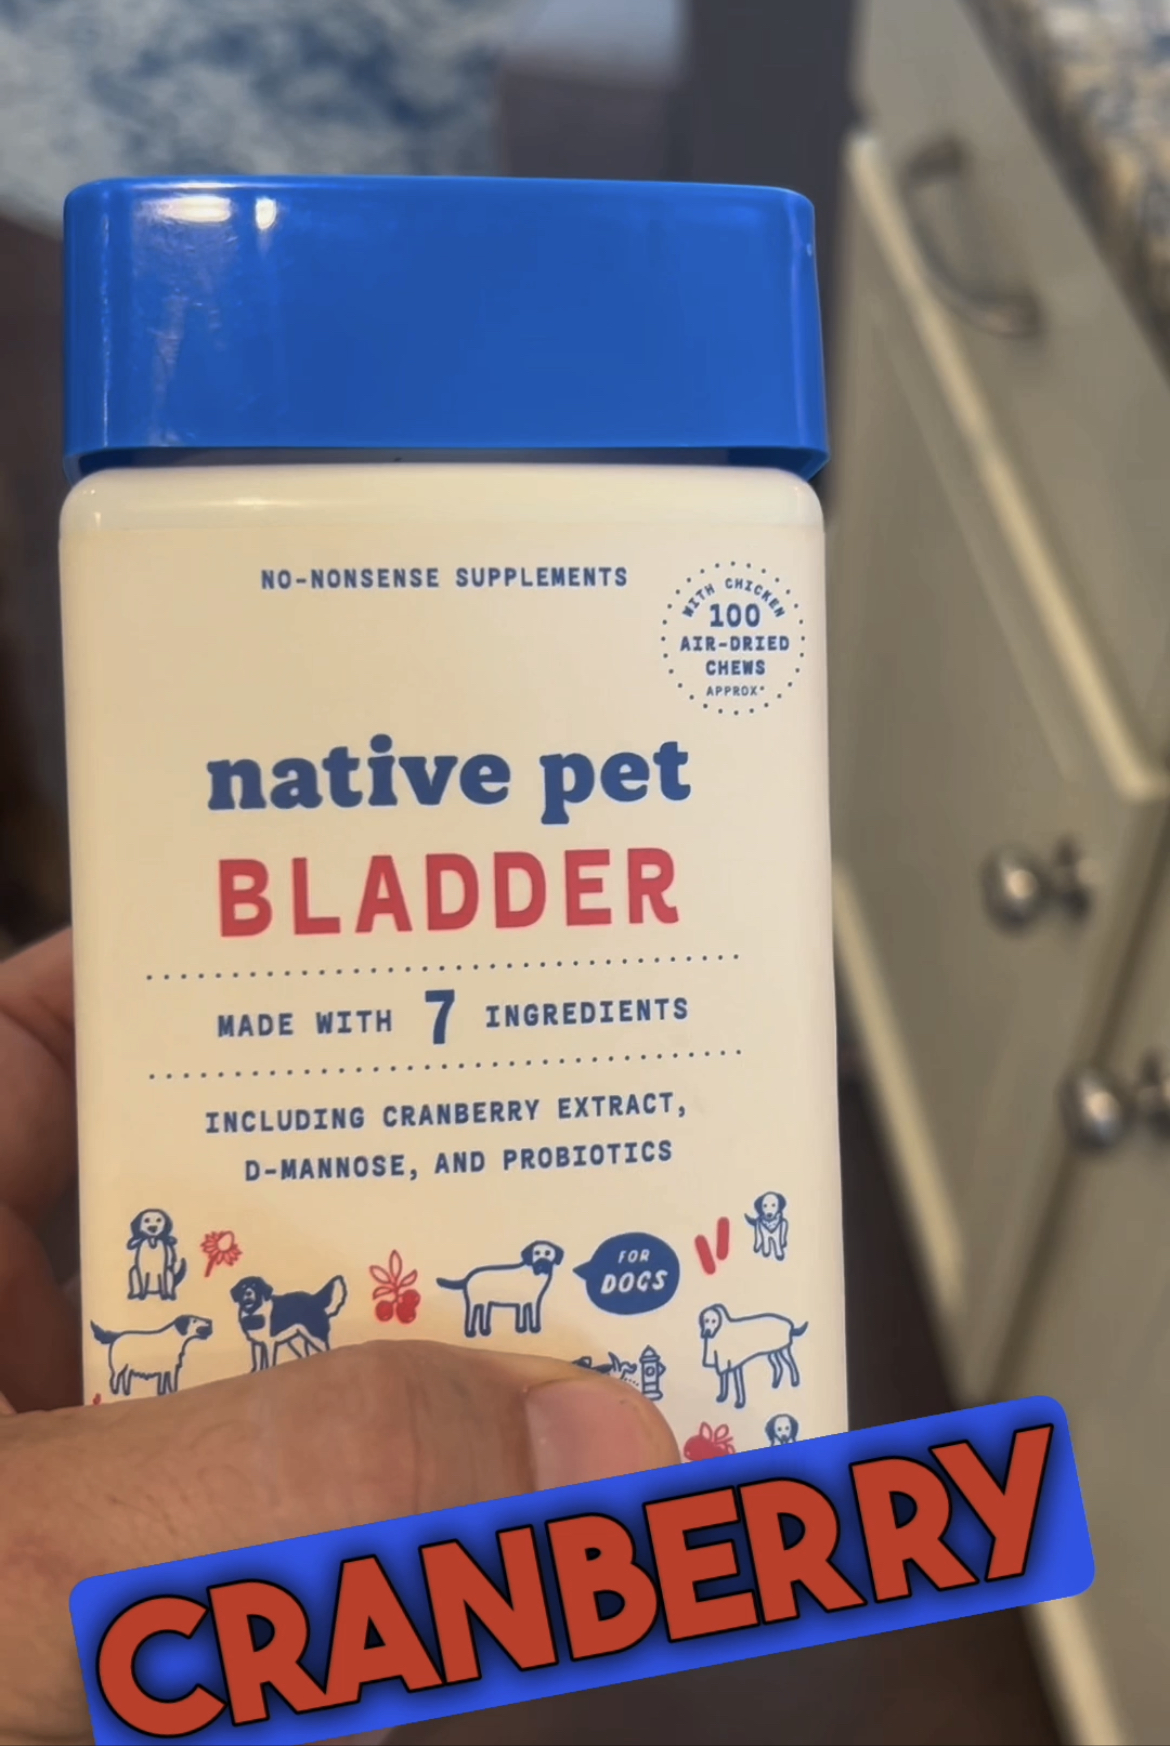 NO-NONSENSE SUPPLEMENTS
WITH CHICKEN
100
AIR-DRIED
CHEWS
APPROX*
native pet
BLADDER
MADE WITH 7 INGREDIENTS
INCLUDING CRANBERRY EXTRACT,
D-MANNOSE, AND PROBIOTICS
FOR
DOGS
CRANBERRY